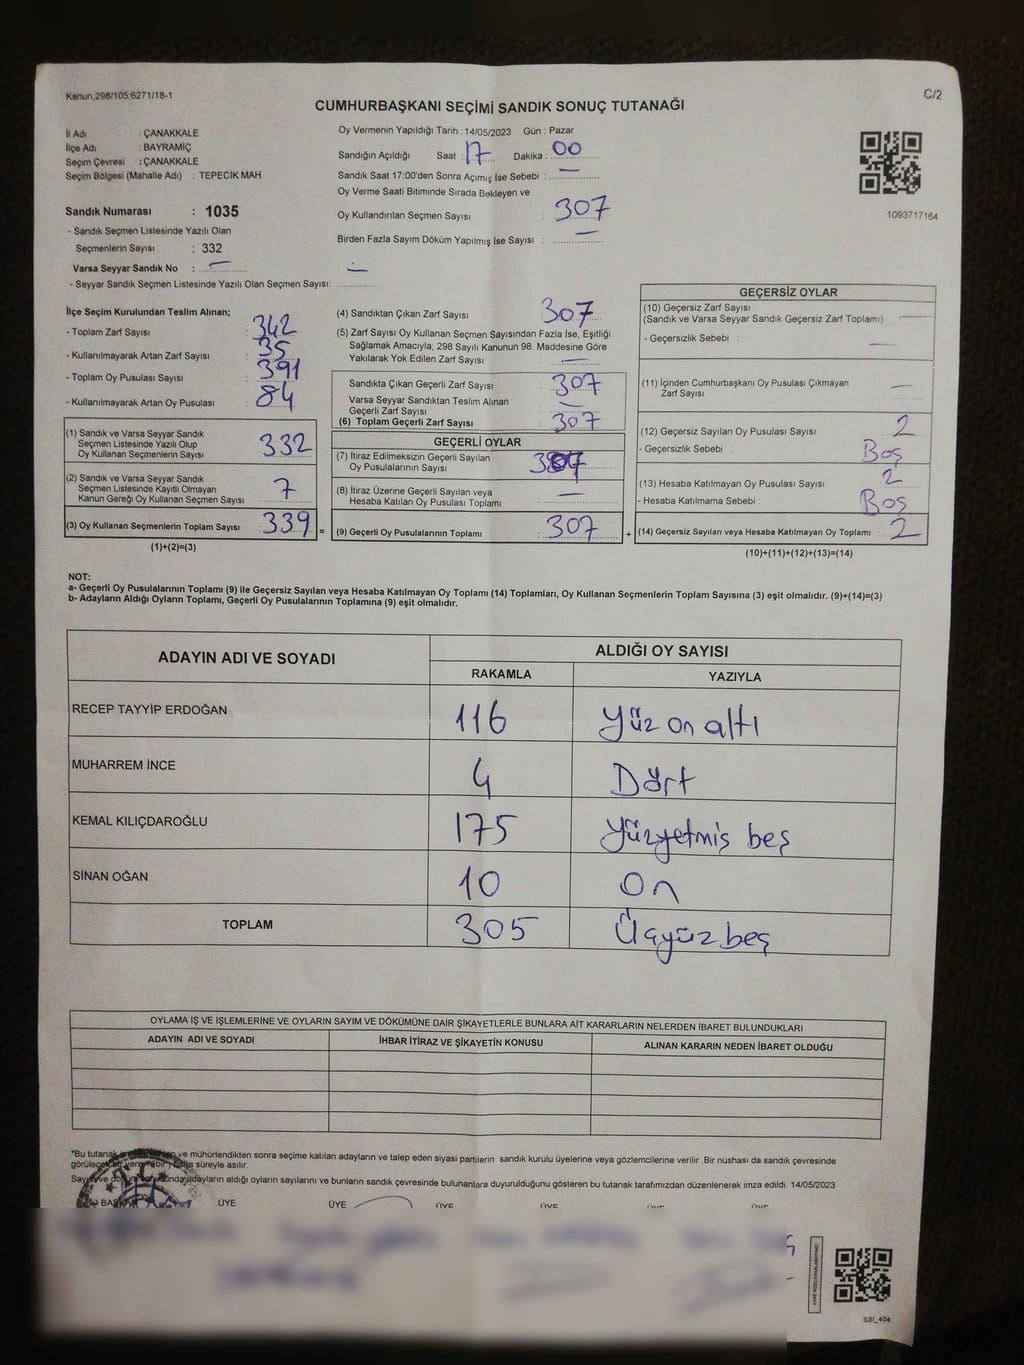 Kanun,298/105;6271/18-1
C/2
CUMHURBAŞKANI SEÇİMİ SANDIK SONUÇ TUTANAĞI
İl Adı : ÇANAKKALE
İlçe Adı : BAYRAMİÇ
Seçim Çevresi : ÇANAKKALE
Seçim Bölgesi (Mahalle Adı) : TEPECİK MAH.
Sandık Numarası : 1035
- Sandık Seçmen Listesinde Yazılı Olan
Seçmenlerin Sayısı : 332
Varsa Seyyar Sandık No : —
- Seyyar Sandık Seçmen Listesinde Yazılı Olan Seçmen Sayısı: —
Oy Vermenin Yapıldığı Tarih : 14/05/2023 Gün : Pazar
Sandığın Açıldığı Saat 17 Dakika : 00
Sandık Saat 17:00'den Sonra Açımış İse Sebebi : —
Oy Verme Saati Bitiminde Sırada Bekleyen ve
Oy Kullandırılan Seçmen Sayısı : 307
Birden Fazla Sayım Döküm Yapılmış İse Sayısı : —
1093717164
İlçe Seçim Kurulundan Teslim Alınan;
- Toplam Zarf Sayısı : 342
- Kullanılmayarak Artan Zarf Sayısı : 35
- Toplam Oy Pusulası Sayısı : 391
- Kullanılmayarak Artan Oy Pusulası : 84
(1) Sandık ve Varsa Seyyar Sandık
Seçmen Listesinde Yazılı Olup
Oy Kullanan Seçmenlerin Sayısı : 332
(2) Sandık ve Varsa Seyyar Sandık
Seçmen Listesinde Kayıtlı Olmayan
Kanun Gereği Oy Kullanan Seçmen Sayısı : 7
(3) Oy Kullanan Seçmenlerin Toplam Sayısı : 339 =
(1)+(2)=(3)
(4) Sandıktan Çıkan Zarf Sayısı : 307
(5) Zarf Sayısı Oy Kullanan Seçmen Sayısından Fazla İse, Eşitliği
Sağlamak Amacıyla; 298 Sayılı Kanunun 98. Maddesine Göre
Yakılarak Yok Edilen Zarf Sayısı : —
Sandıkta Çıkan Geçerli Zarf Sayısı : 307
Varsa Seyyar Sandıktan Teslim Alınan
Geçerli Zarf Sayısı : —
(6) Toplam Geçerli Zarf Sayısı : 307
GEÇERLİ OYLAR
(7) İtiraz Edilmeksizin Geçerli Sayılan
Oy Pusulalarının Sayısı : 307
(8) İtiraz Üzerine Geçerli Sayılan veya
Hesaba Katılan Oy Pusulası Toplamı : —
(9) Geçerli Oy Pusulalarının Toplamı : 307 +
GEÇERSİZ OYLAR
(10) Geçersiz Zarf Sayısı
(Sandık ve Varsa Seyyar Sandık Geçersiz Zarf Toplamı) : —
- Geçersizlik Sebebi : —
(11) İçinden Cumhurbaşkanı Oy Pusulası Çıkmayan
Zarf Sayısı : —
(12) Geçersiz Sayılan Oy Pusulası Sayısı : 2
- Geçersizlik Sebebi : Boş
(13) Hesaba Katılmayan Oy Pusulası Sayısı : 2
- Hesaba Katılmama Sebebi : Boş
(14) Geçersiz Sayılan veya Hesaba Katılmayan Oy Toplamı : 2
(10)+(11)+(12)+(13)=(14)
NOT:
a- Geçerli Oy Pusulalarının Toplamı (9) ile Geçersiz Sayılan veya Hesaba Katılmayan Oy Toplamı (14) Toplamları, Oy Kullanan Seçmenlerin Toplam Sayısına (3) eşit olmalıdır. (9)+(14)=(3)
b- Adayların Aldığı Oyların Toplamı, Geçerli Oy Pusulalarının Toplamına (9) eşit olmalıdır.
ADAYIN ADI VE SOYADI
ALDIĞI OY SAYISI
RAKAMLA YAZIYLA
RECEP TAYYİP ERDOĞAN 116 Yüz on altı
MUHARREM İNCE 4 Dört
KEMAL KILIÇDAROĞLU 175 Yüzyetmiş beş
SİNAN OĞAN 10 On
TOPLAM 305 Üçyüz beş
OYLAMA İŞ VE İŞLEMLERİNE VE OYLARIN SAYIM VE DÖKÜMÜNE DAİR ŞİKAYETLERLE BUNLARA AİT KARARLARIN NELERDEN İBARET BULUNDUKLARI
ADAYIN ADI VE SOYADI İHBAR İTİRAZ VE ŞİKAYETİN KONUSU ALINAN KARARIN NEDEN İBARET OLDUĞU
*Bu tutanak ve mühürlendikten sonra seçime katılan adayların ve talep eden siyasi partilerin sandık kurulu üyelerine veya gözlemcilerine verilir .Bir nüshası da sandık çevresinde
süreyle asılır.
adayların aldığı oyların sayılarını ve bunların sandık çevresinde bulunanlara duyurulduğunu gösteren bu tutanak tarafımızdan düzenlenerek imza edildi. 14/05/2023
ÜYE ÜYE ÜYE ÜYE ÜYE ÜYE
SSI_404